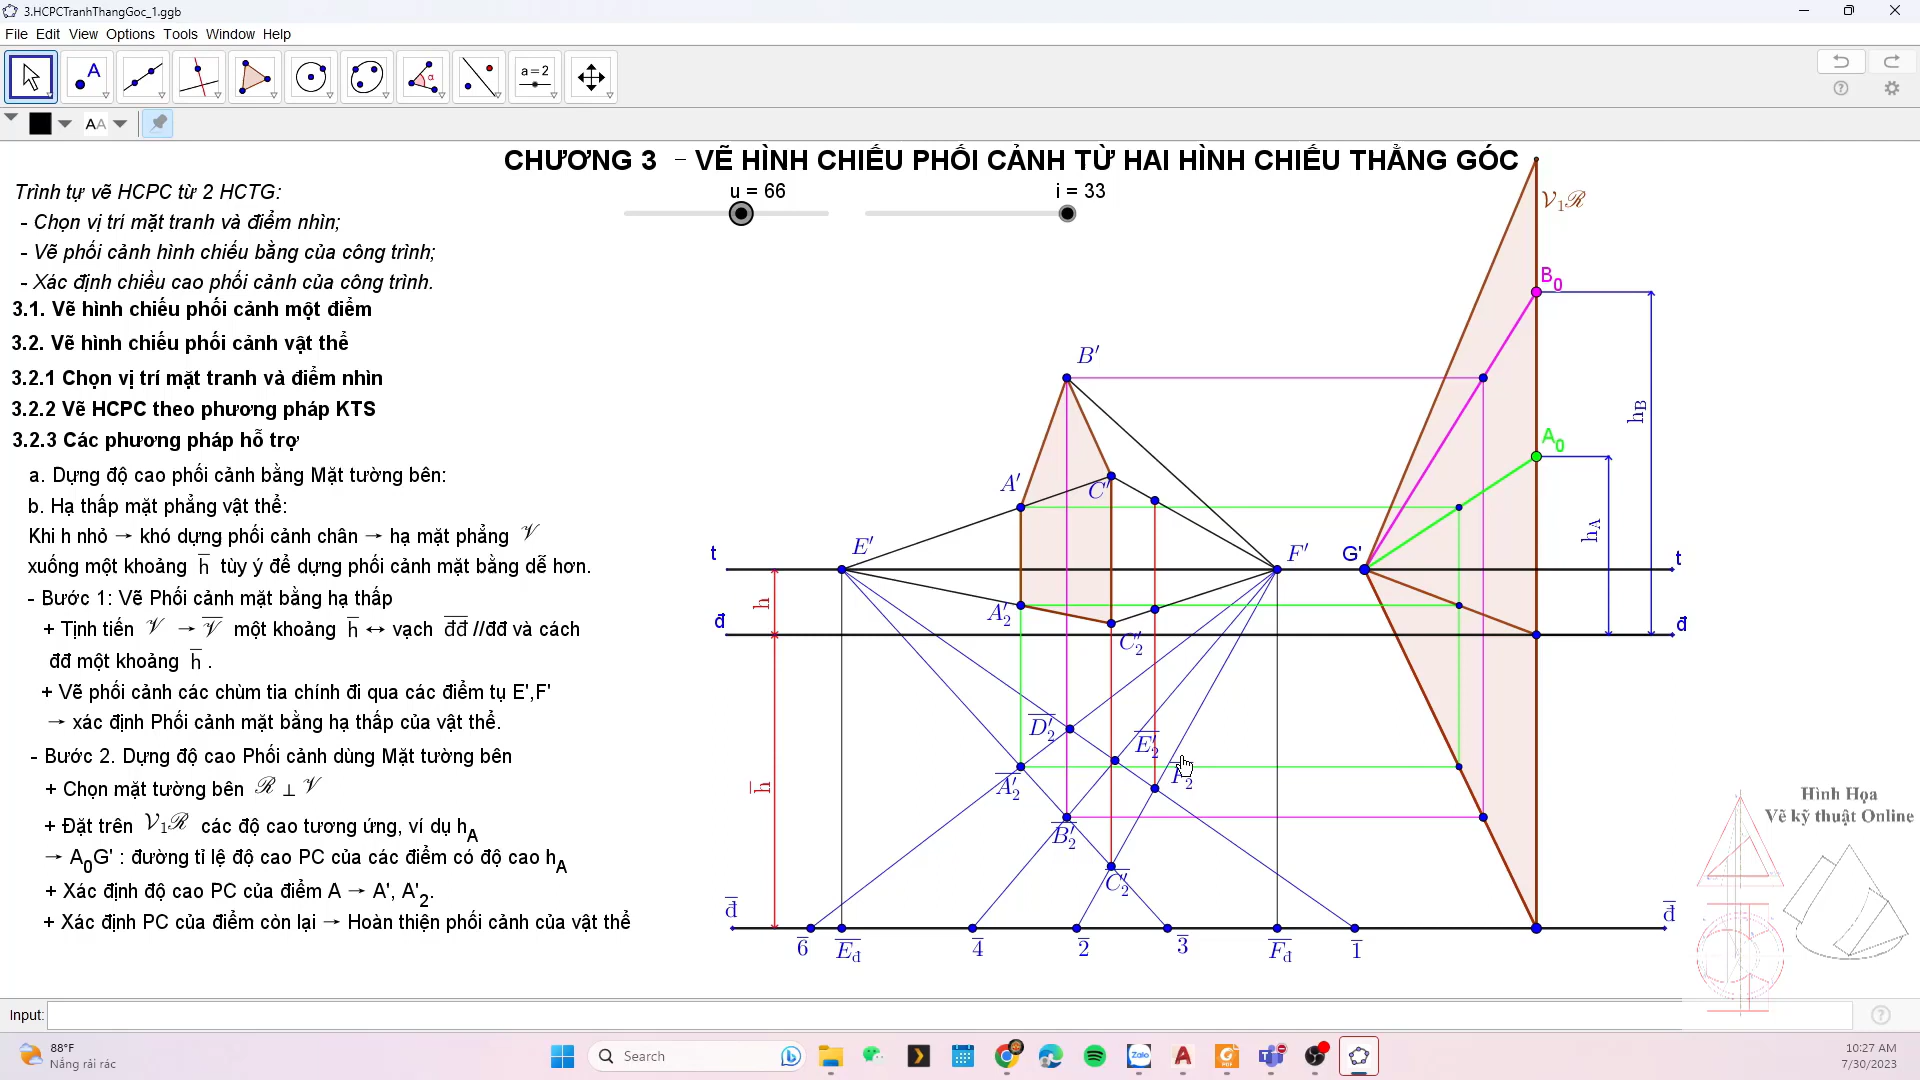 3.HCPCTranhThangGoc_1.ggb
File Edit View Options Tools Window Help
A
α
a=2
AA
CHƯƠNG 3 - VẼ HÌNH CHIẾU PHỐI CẢNH TỪ HAI HÌNH CHIẾU THẲNG GÓC
u = 66
i = 33
Trình tự vẽ HCPC từ 2 HCTG:
- Chọn vị trí mặt tranh và điểm nhìn;
- Vẽ phối cảnh hình chiếu bằng của công trình;
- Xác định chiều cao phối cảnh của công trình.
3.1. Vẽ hình chiếu phối cảnh một điểm
3.2. Vẽ hình chiếu phối cảnh vật thể
3.2.1 Chọn vị trí mặt tranh và điểm nhìn
3.2.2 Vẽ HCPC theo phương pháp KTS
3.2.3 Các phương pháp hỗ trợ
a. Dựng độ cao phối cảnh bằng Mặt tường bên:
b. Hạ thấp mặt phẳng vật thể:
Khi h nhỏ → khó dựng phối cảnh chân → hạ mặt phẳng 𝒱
xuống một khoảng h̅ tùy ý để dựng phối cảnh mặt bằng dễ hơn.
- Bước 1: Vẽ Phối cảnh mặt bằng hạ thấp
+ Tịnh tiến 𝒱 → 𝒱̅ một khoảng h̅ ↔ vạch đ̅đ̅ //đđ và cách
đđ một khoảng h̅ .
+ Vẽ phối cảnh các chùm tia chính đi qua các điểm tụ E',F'
→ xác định Phối cảnh mặt bằng hạ thấp của vật thể.
- Bước 2. Dựng độ cao Phối cảnh dùng Mặt tường bên
+ Chọn mặt tường bên ℛ ⊥ 𝒱
+ Đặt trên 𝒱₁ℛ các độ cao tương ứng, ví dụ h_A
→ A₀G' : đường tỉ lệ độ cao PC của các điểm có độ cao h_A
+ Xác định độ cao PC của điểm A → A', A'₂.
+ Xác định PC của điểm còn lại → Hoàn thiện phối cảnh của vật thể
𝒱₁ℛ
B₀
B′
h_B
A₀
A′
C′
h_A
t
E′
F′
G'
t
h
A′₂
đ
C′₂
đ
D̅′₂
E̅′₂
F̅′₂
h̅
A̅′₂
B̅′₂
C̅′₂
đ̅
đ̅
6̅
E̅_đ
4̅
2̅
3̅
F̅_đ
1̅
Hình Họa
Vẽ kỹ thuật Online
Input:
88°F
Nắng rải rác
Search
Zalo
10:27 AM
7/30/2023